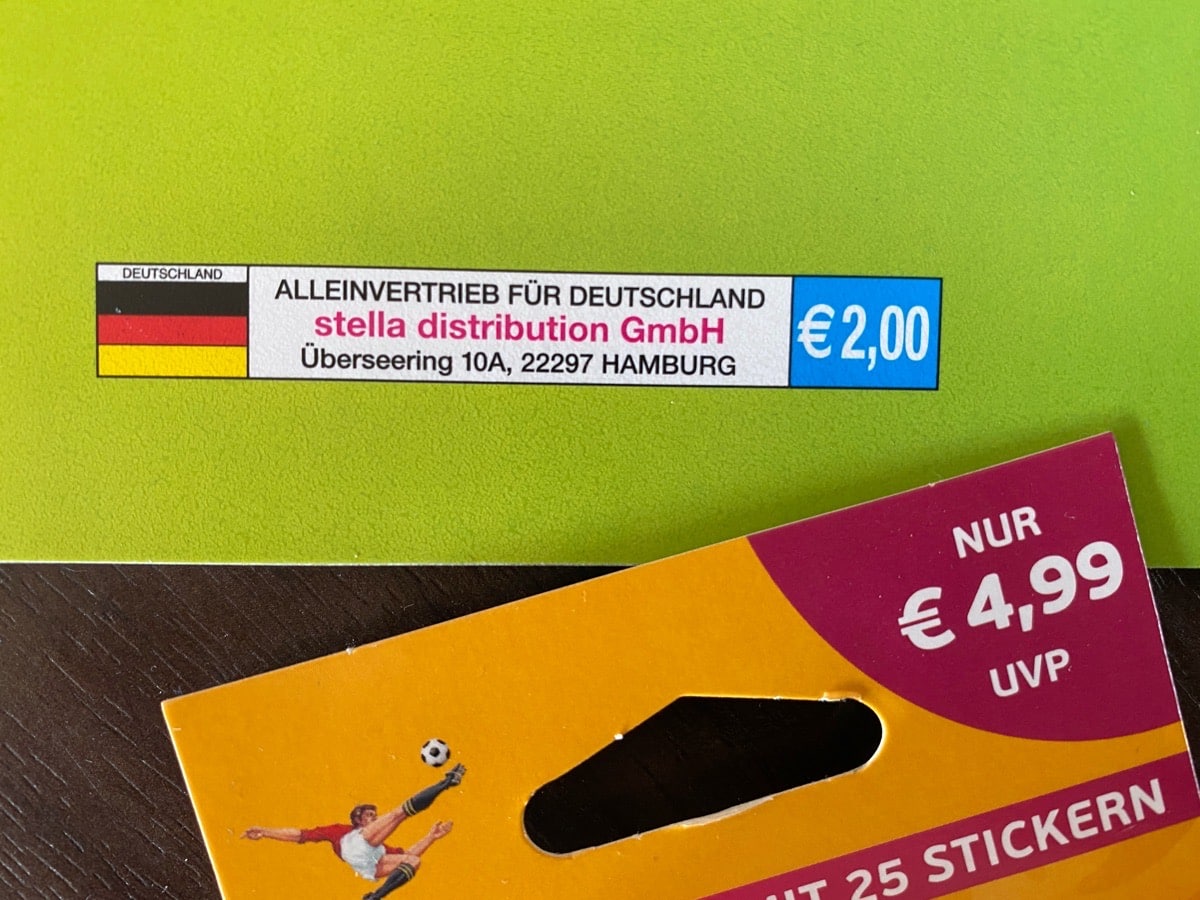 DEUTSCHLAND
ALLEINVERTRIEB FÜR DEUTSCHLAND
stella distribution GmbH
Überseering 10A, 22297 HAMBURG
€ 2,00
NUR
€ 4,99
UVP
MIT 25 STICKERN